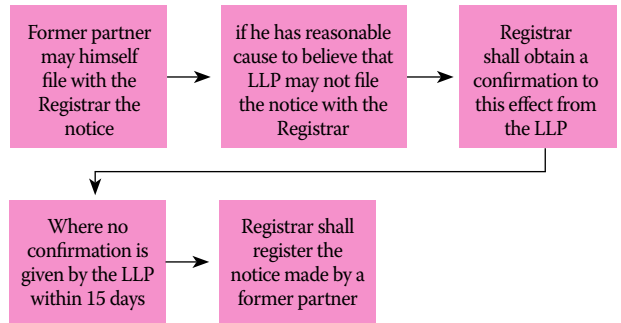 Former partner
may himself
file with the
Registrar the
notice
if he has reasonable
cause to believe that
LLP may not file
the notice with the
Registrar
Registrar
shall obtain a
confirmation to
this effect from
the LLP
Where no
confirmation is
given by the LLP
within 15 days
Registrar shall
register the
notice made by a
former partner